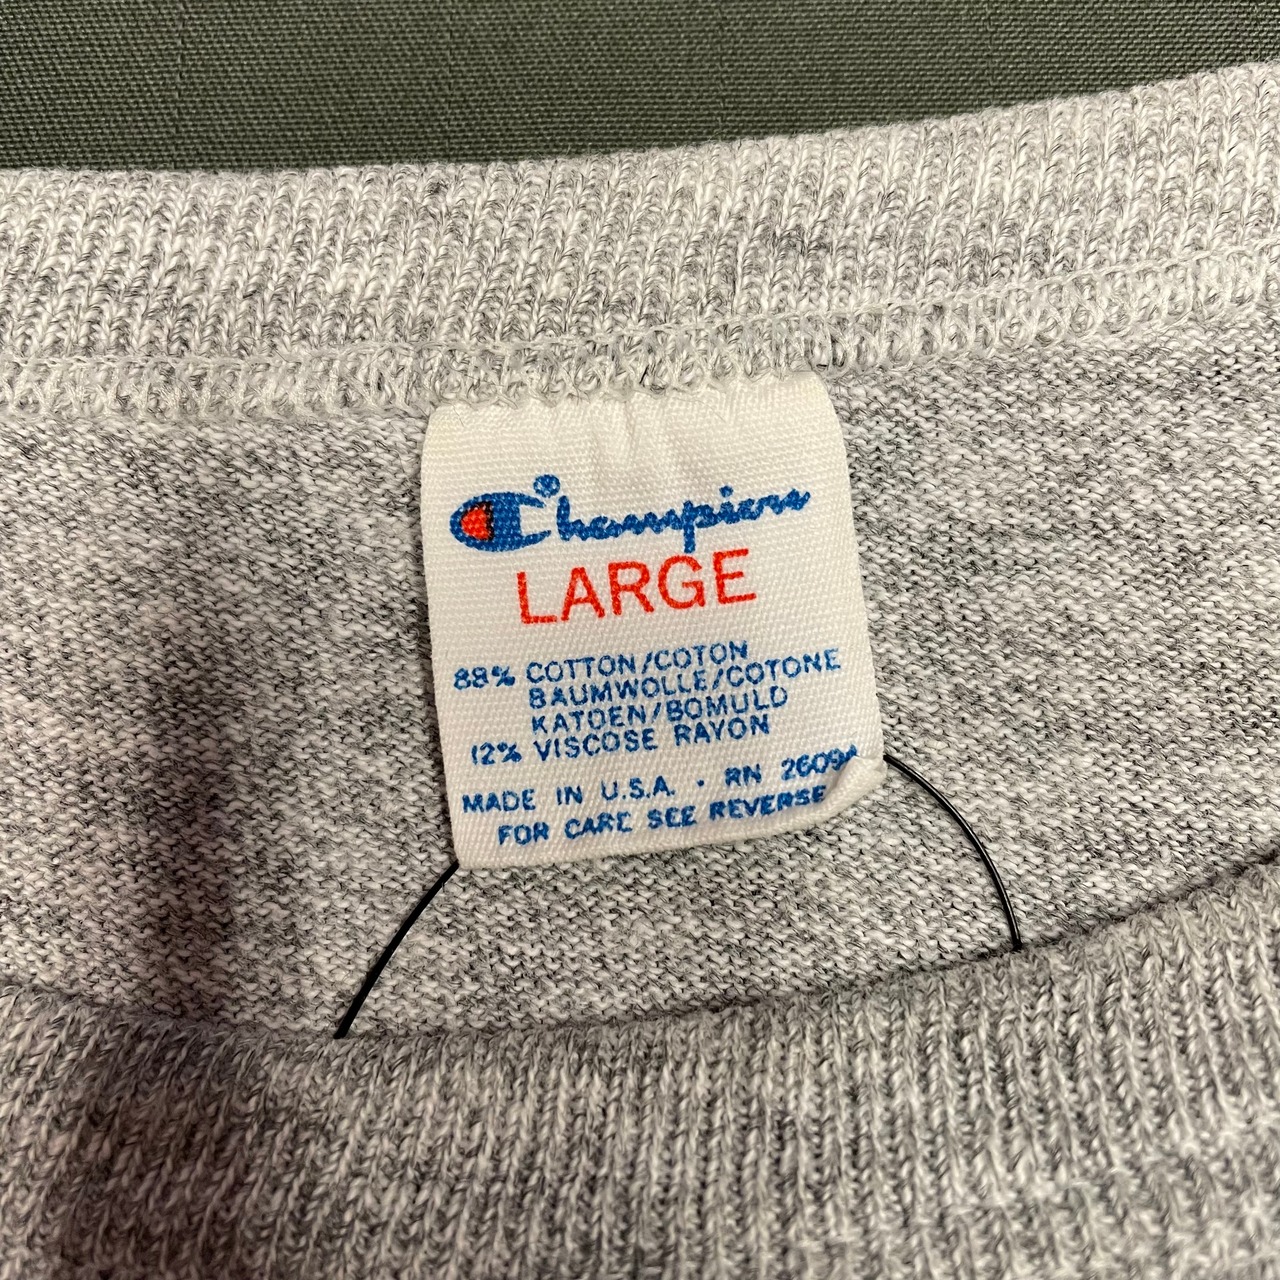 Champion
LARGE
88% COTTON/COTON
BAUMWOLLE/COTONE
KATOEN/BOMULD
12% VISCOSE RAYON
MADE IN U.S.A. · RN
FOR CARE SEE REVERSE